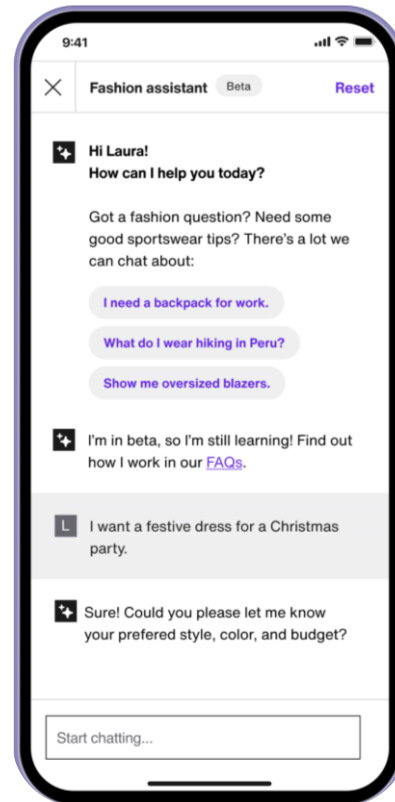 9:41
Fashion assistant Beta Reset
Hi Laura!
How can I help you today?
Got a fashion question? Need some
good sportswear tips? There's a lot we
can chat about:
I need a backpack for work.
What do I wear hiking in Peru?
Show me oversized blazers.
I'm in beta, so I'm still learning! Find out
how I work in our FAQs.
L I want a festive dress for a Christmas
party.
Sure! Could you please let me know
your prefered style, color, and budget?
Start chatting...